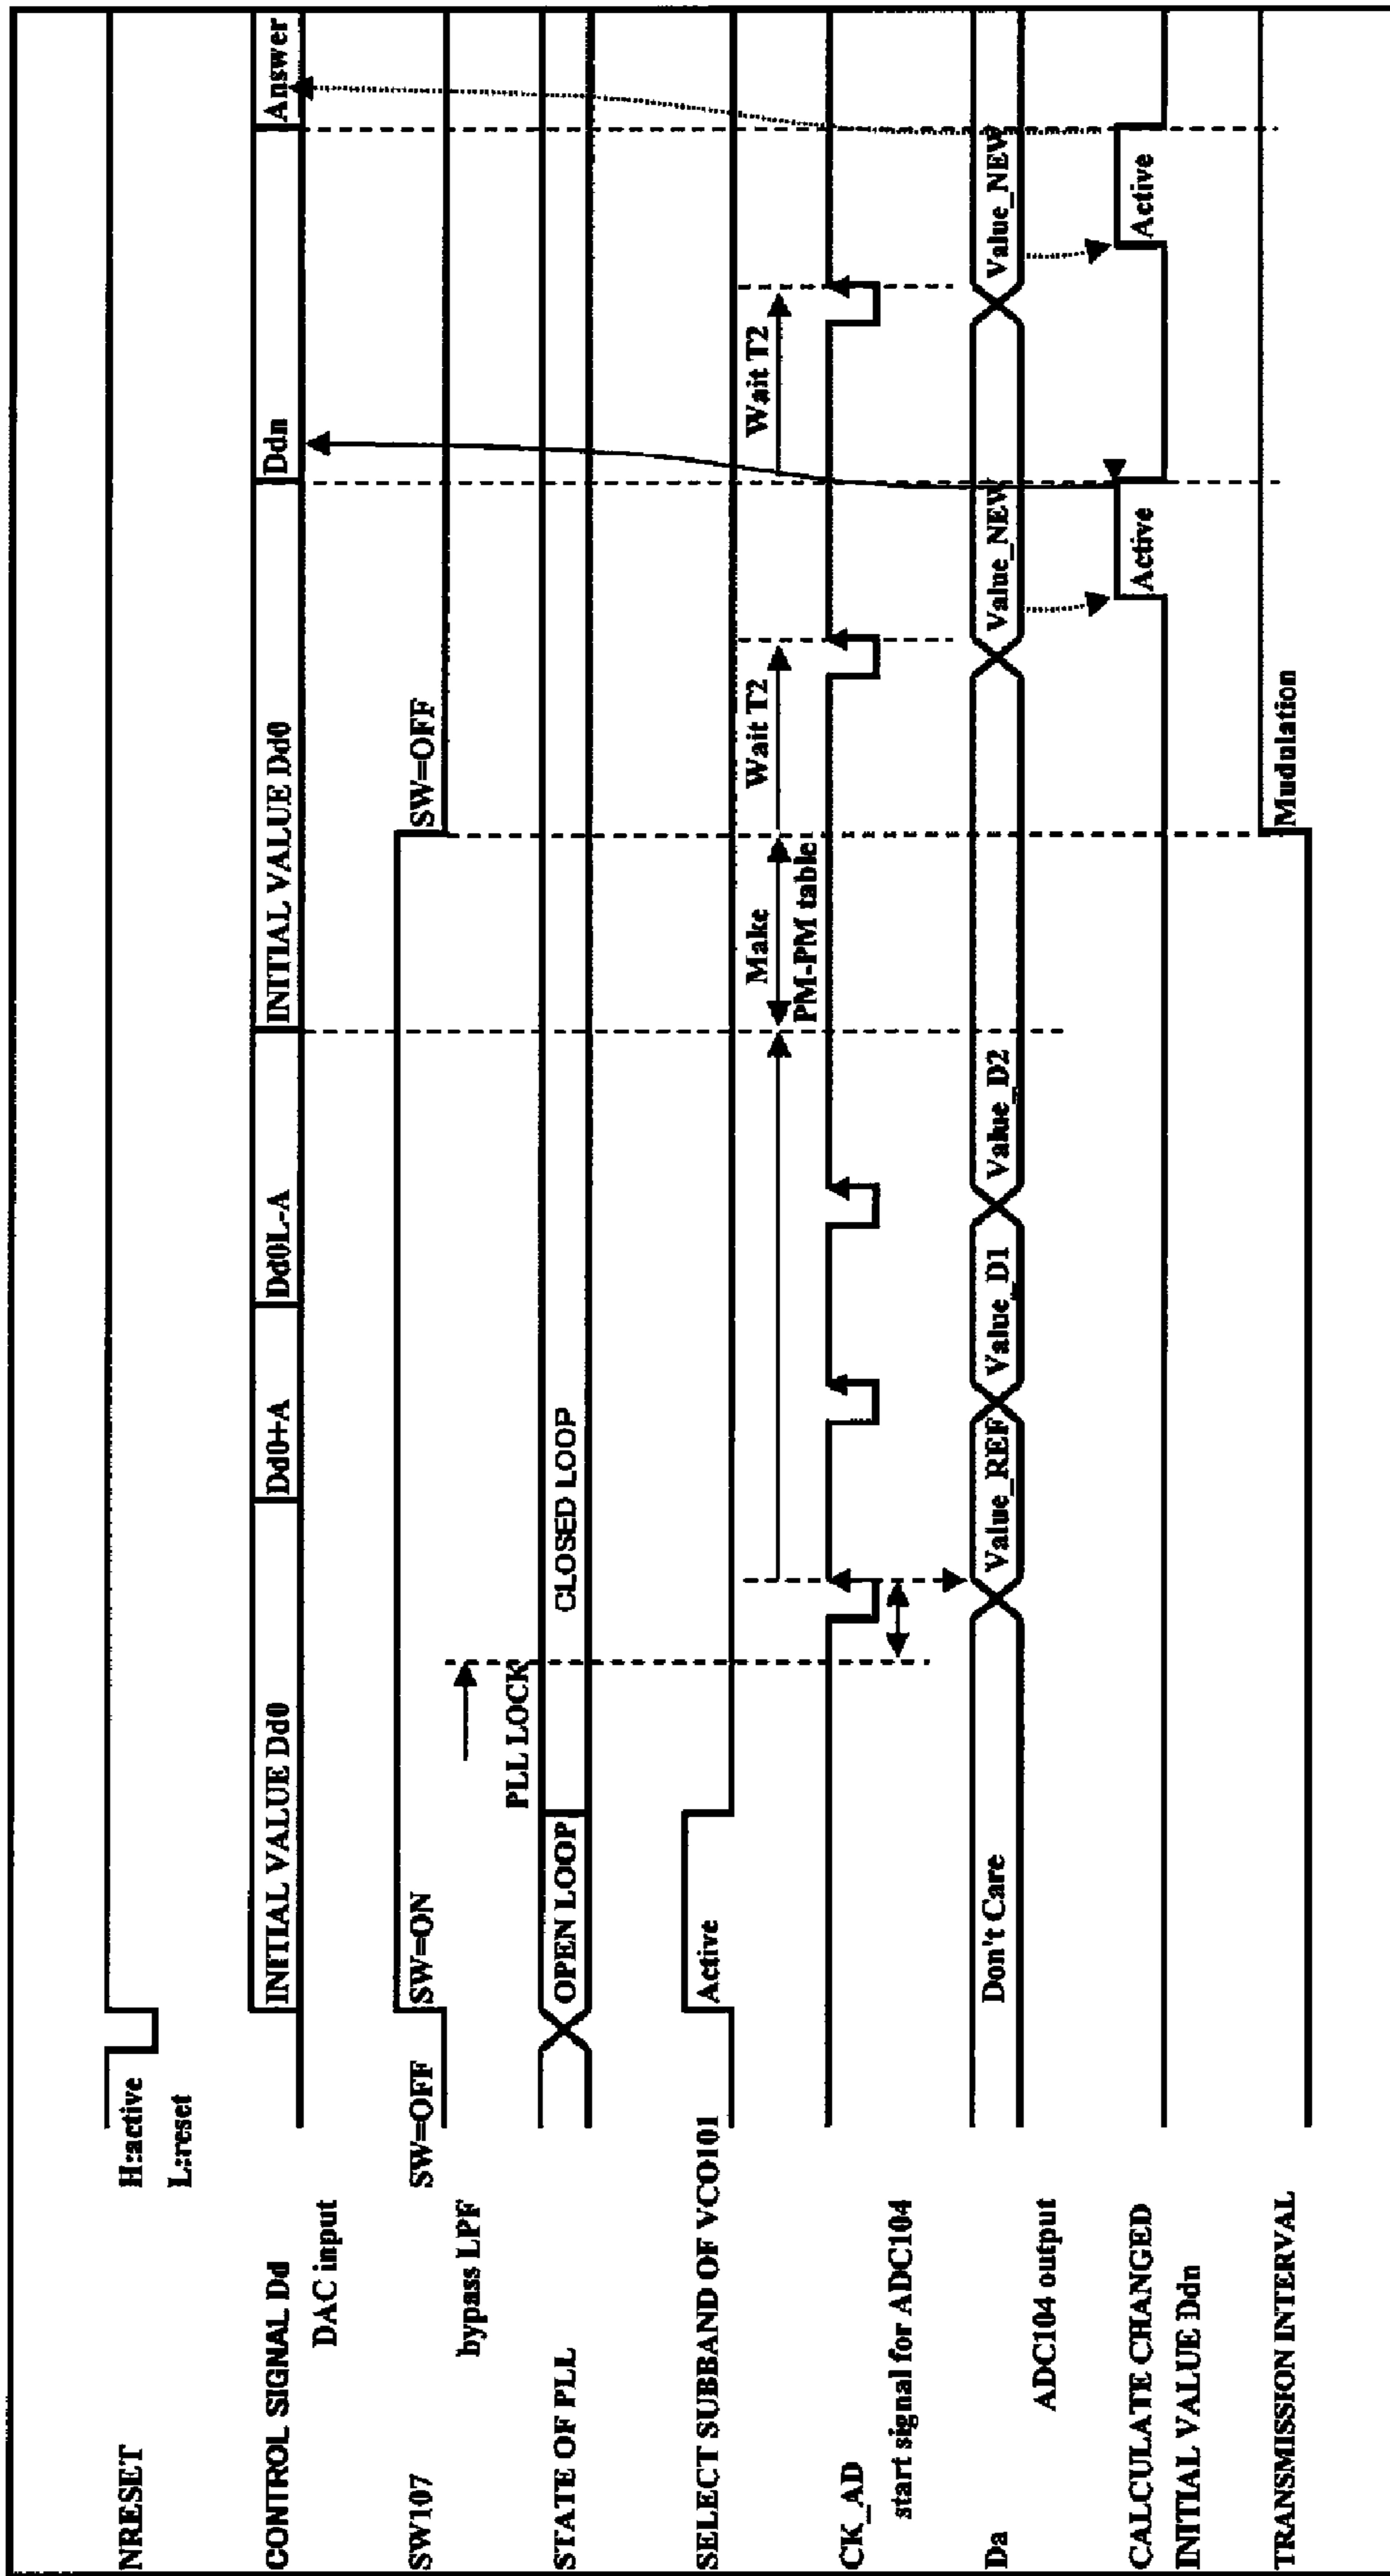 NRESET
H:active
L:reset
CONTROL SIGNAL Dd
DAC input
INITIAL VALUE Dd0
Dd0+A
Dd0L-A
INITIAL VALUE Dd0
Ddn
Answer
SW107
bypass LPF
SW=OFF
SW=ON
SW=OFF
PLL LOCK
STATE OF PLL
OPEN LOOP
CLOSED LOOP
SELECT SUBBAND OF VCO101
Active
Make
PM-PM table
Wait T2
Wait T2
CK_AD
start signal for ADC104
Da
ADC104 output
Don't Care
Value_REF
Value_D1
Value_D2
Value_NEW
Value_NEW
CALCULATE CHANGED
INITIAL VALUE Ddn
Active
Active
TRANSMISSION INTERVAL
Mudulation